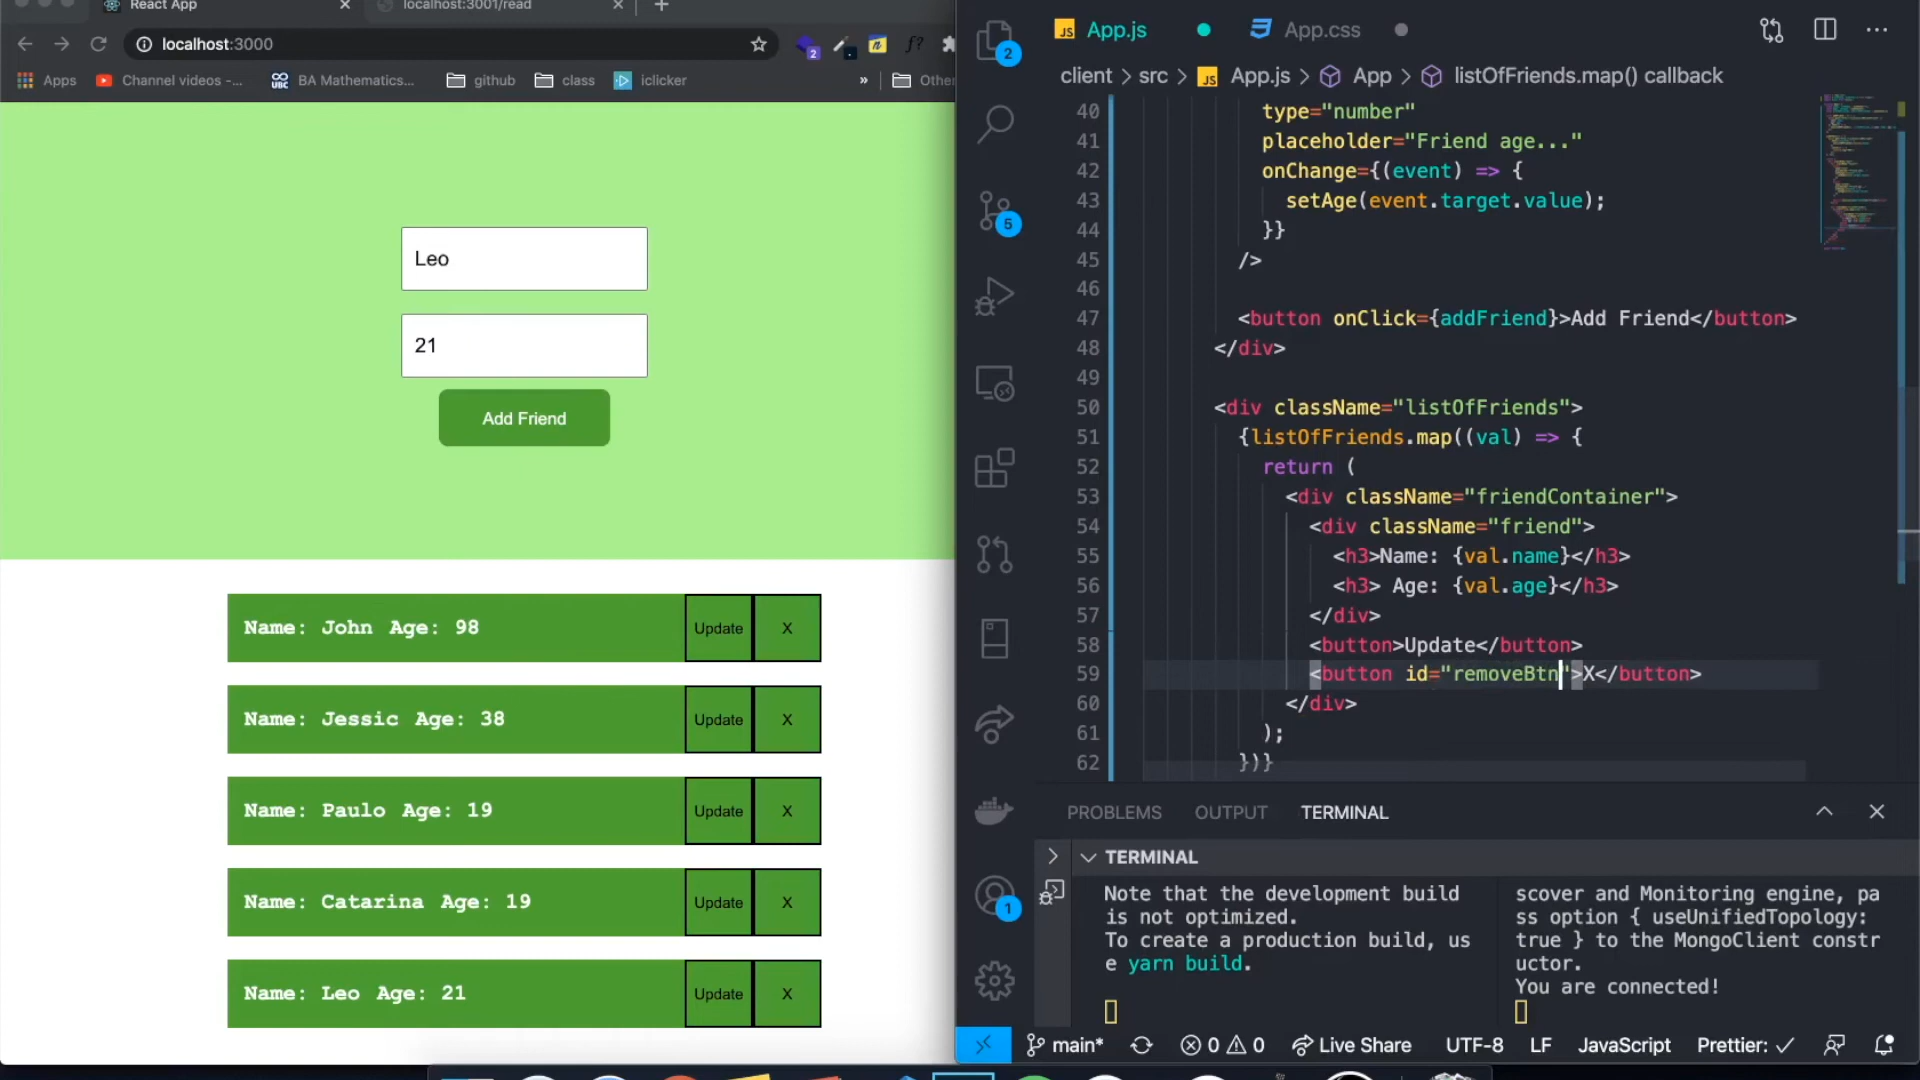 React App
localhost:3001/read
localhost:3000
2
f?
Apps
Channel videos -...
UBC
BA Mathematics...
github
class
iclicker
»
Other
Leo
21
Add Friend
Name: John Age: 98
Update
X
Name: Jessic Age: 38
Update
X
Name: Paulo Age: 19
Update
X
Name: Catarina Age: 19
Update
X
Name: Leo Age: 21
Update
X
2
5
1
JS App.js
App.css
client > src > JS App.js > App > listOfFriends.map() callback
40 type="number"
41 placeholder="Friend age..."
42 onChange={(event) => {
43 setAge(event.target.value);
44 }}
45 />
46
47 <button onClick={addFriend}>Add Friend</button>
48 </div>
49
50 <div className="listOfFriends">
51 {listOfFriends.map((val) => {
52 return (
53 <div className="friendContainer">
54 <div className="friend">
55 <h3>Name: {val.name}</h3>
56 <h3> Age: {val.age}</h3>
57 </div>
58 <button>Update</button>
59 <button id="removeBtn">X</button>
60 </div>
61 );
62 })}
PROBLEMS OUTPUT TERMINAL
TERMINAL
Note that the development build
is not optimized.
To create a production build, us
e yarn build.
scover and Monitoring engine, pa
ss option { useUnifiedTopology:
true } to the MongoClient constr
uctor.
You are connected!
main* 0 0 Live Share UTF-8 LF JavaScript Prettier: ✓